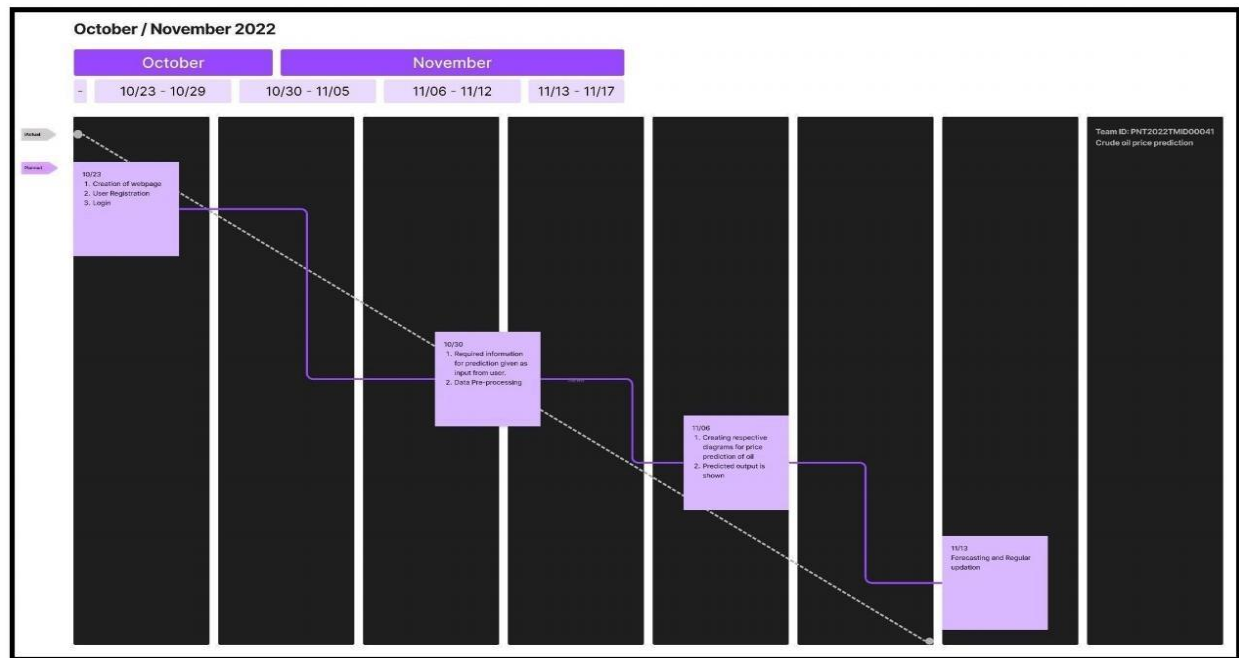 October / November 2022
October
November
-
10/23 - 10/29
10/30 - 11/05
11/06 - 11/12
11/13 - 11/17
Planned
Team ID: PNT2022TMID00041
Crude oil price prediction
10/23
1. Creation of webpage
2. User Registration
3. Login
10/30
1. Required information
for prediction given as
input from user.
2. Data Pre-processing
11/06
1. Creating respective
diagrams for price
prediction of oil
2. Predicted output is
shown
11/13
Forecasting and Regular
updation